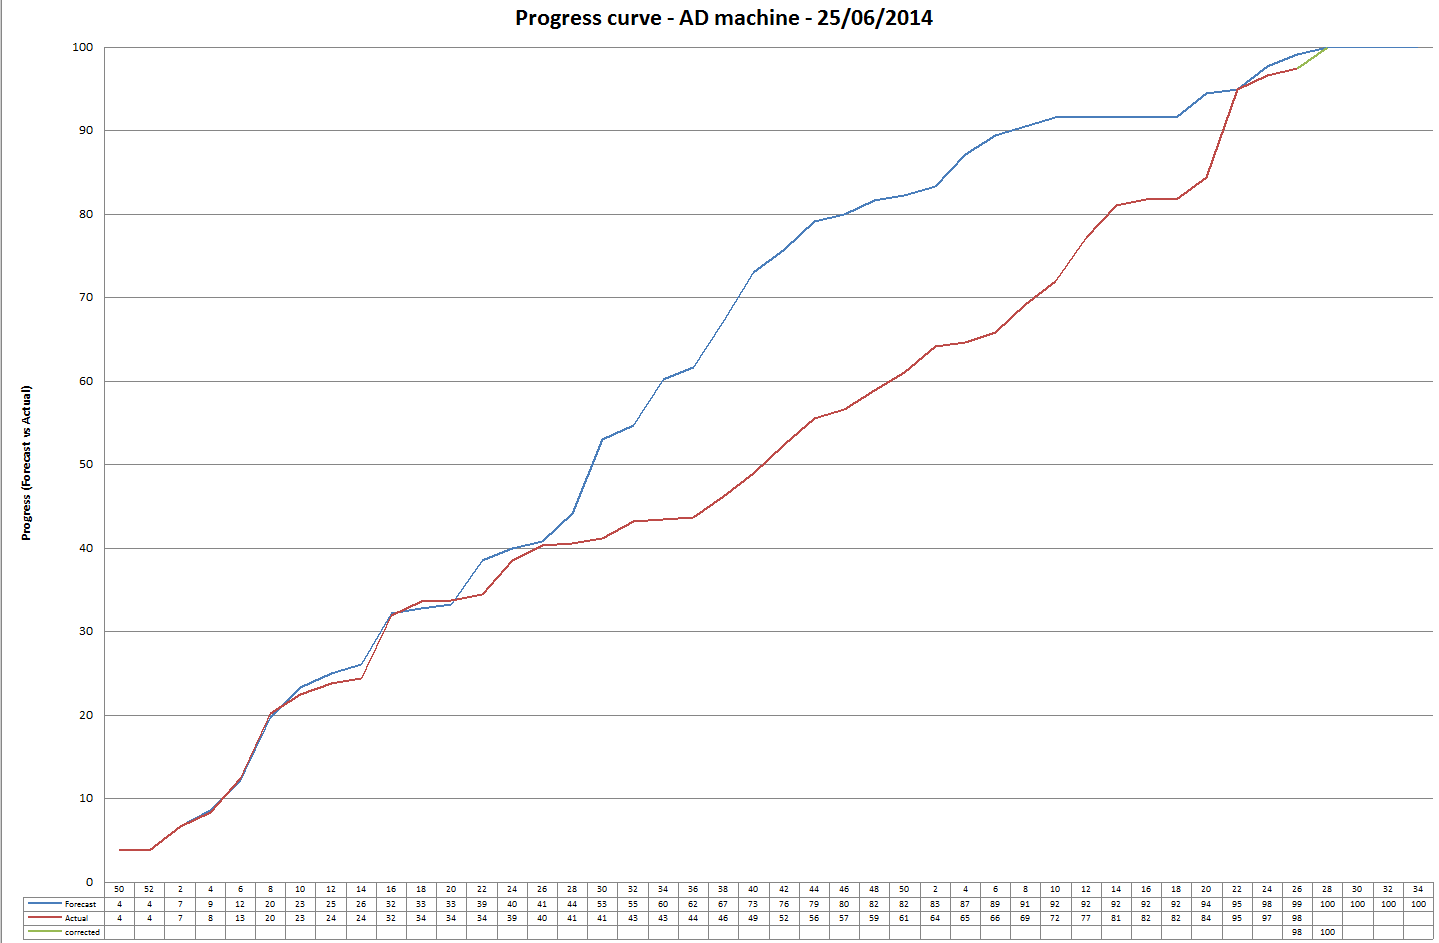 Progress curve - AD machine - 25/06/2014
Progress (Forecast vs Actual)
100
90
80
70
60
50
40
30
20
10
0
50 52 2 4 6 8 10 12 14 16 18 20 22 24 26 28 30 32 34 36 38 40 42 44 46 48 50 2 4 6 8 10 12 14 16 18 20 22 24 26 28 30 32 34
Forecast 4 4 7 9 12 20 23 25 26 32 33 33 39 40 41 44 53 55 60 62 67 73 76 79 80 82 82 83 87 89 91 92 92 92 92 92 94 95 98 99 100 100 100 100
Actual 4 4 7 8 13 20 23 24 24 32 34 34 34 39 40 41 41 43 43 44 46 49 52 56 57 59 61 64 65 66 69 72 77 81 82 82 84 95 97 98
corrected 98 100